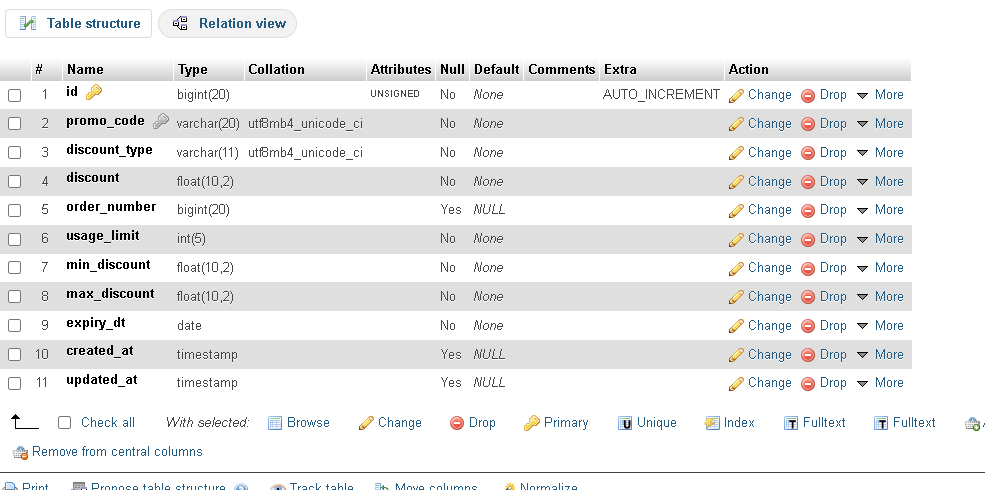 Table structure Relation view
# Name Type Collation Attributes Null Default Comments Extra Action
1 id bigint(20) UNSIGNED No None AUTO_INCREMENT Change Drop More
2 promo_code varchar(20) utf8mb4_unicode_ci No None Change Drop More
3 discount_type varchar(11) utf8mb4_unicode_ci No None Change Drop More
4 discount float(10,2) No None Change Drop More
5 order_number bigint(20) Yes NULL Change Drop More
6 usage_limit int(5) No None Change Drop More
7 min_discount float(10,2) No None Change Drop More
8 max_discount float(10,2) No None Change Drop More
9 expiry_dt date No None Change Drop More
10 created_at timestamp Yes NULL Change Drop More
11 updated_at timestamp Yes NULL Change Drop More
Check all With selected: Browse Change Drop Primary Unique Index Fulltext Fulltext
Remove from central columns
Print Propose table structure Track table Move columns Normalize